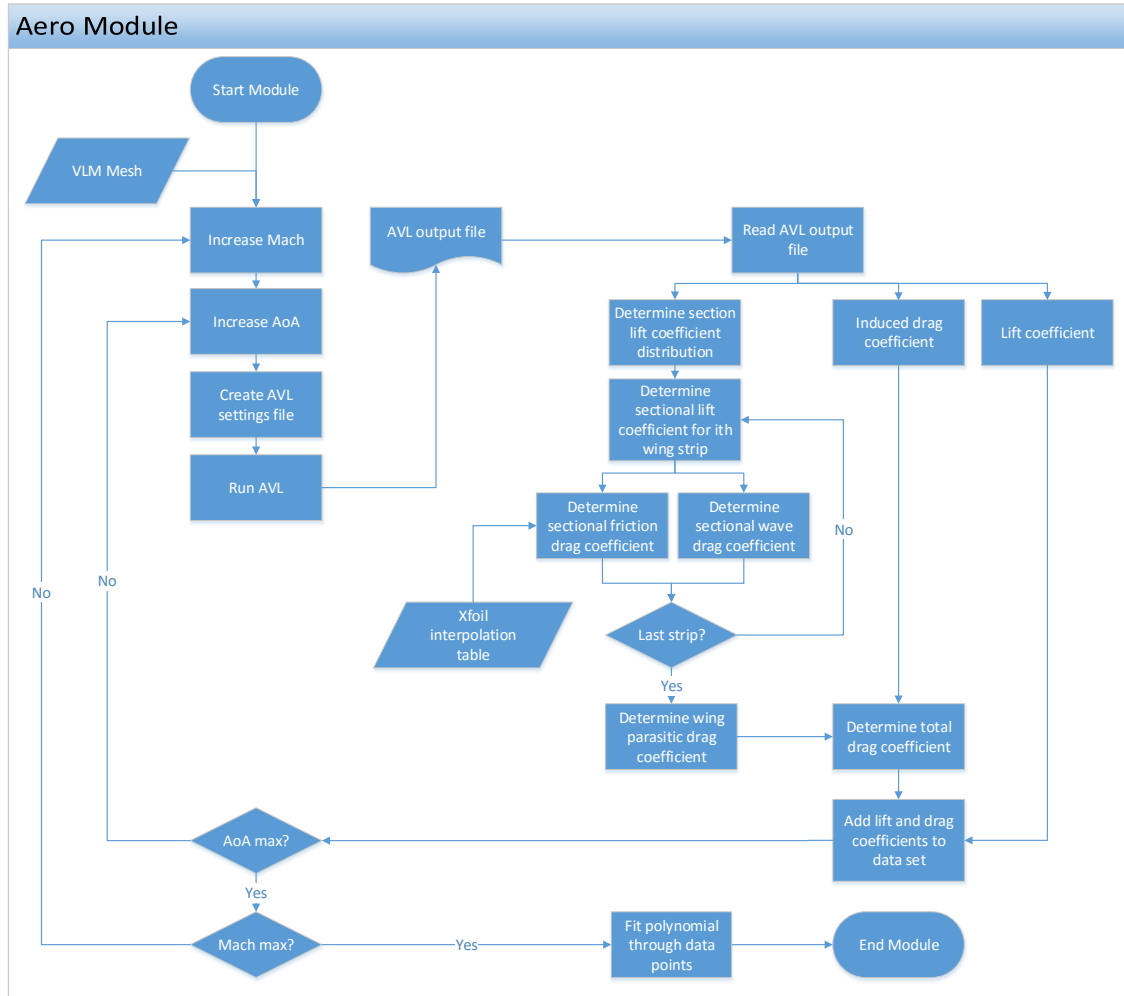 Aero Module
Start Module
VLM Mesh
Increase Mach
AVL output file
Read AVL output
file
Increase AoA
Determine section
lift coefficient
distribution
Induced drag
coefficient
Lift coefficient
Create AVL
settings file
Determine
sectional lift
coefficient for ith
wing strip
Run AVL
Determine
sectional friction
drag coefficient
Determine
sectional wave
drag coefficient
No
No
No
Xfoil
interpolation
table
Last strip?
Yes
Determine wing
parasitic drag
coefficient
Determine total
drag coefficient
AoA max?
Add lift and drag
coefficients to
data set
Yes
Mach max?
Yes
Fit polynomial
through data
points
End Module